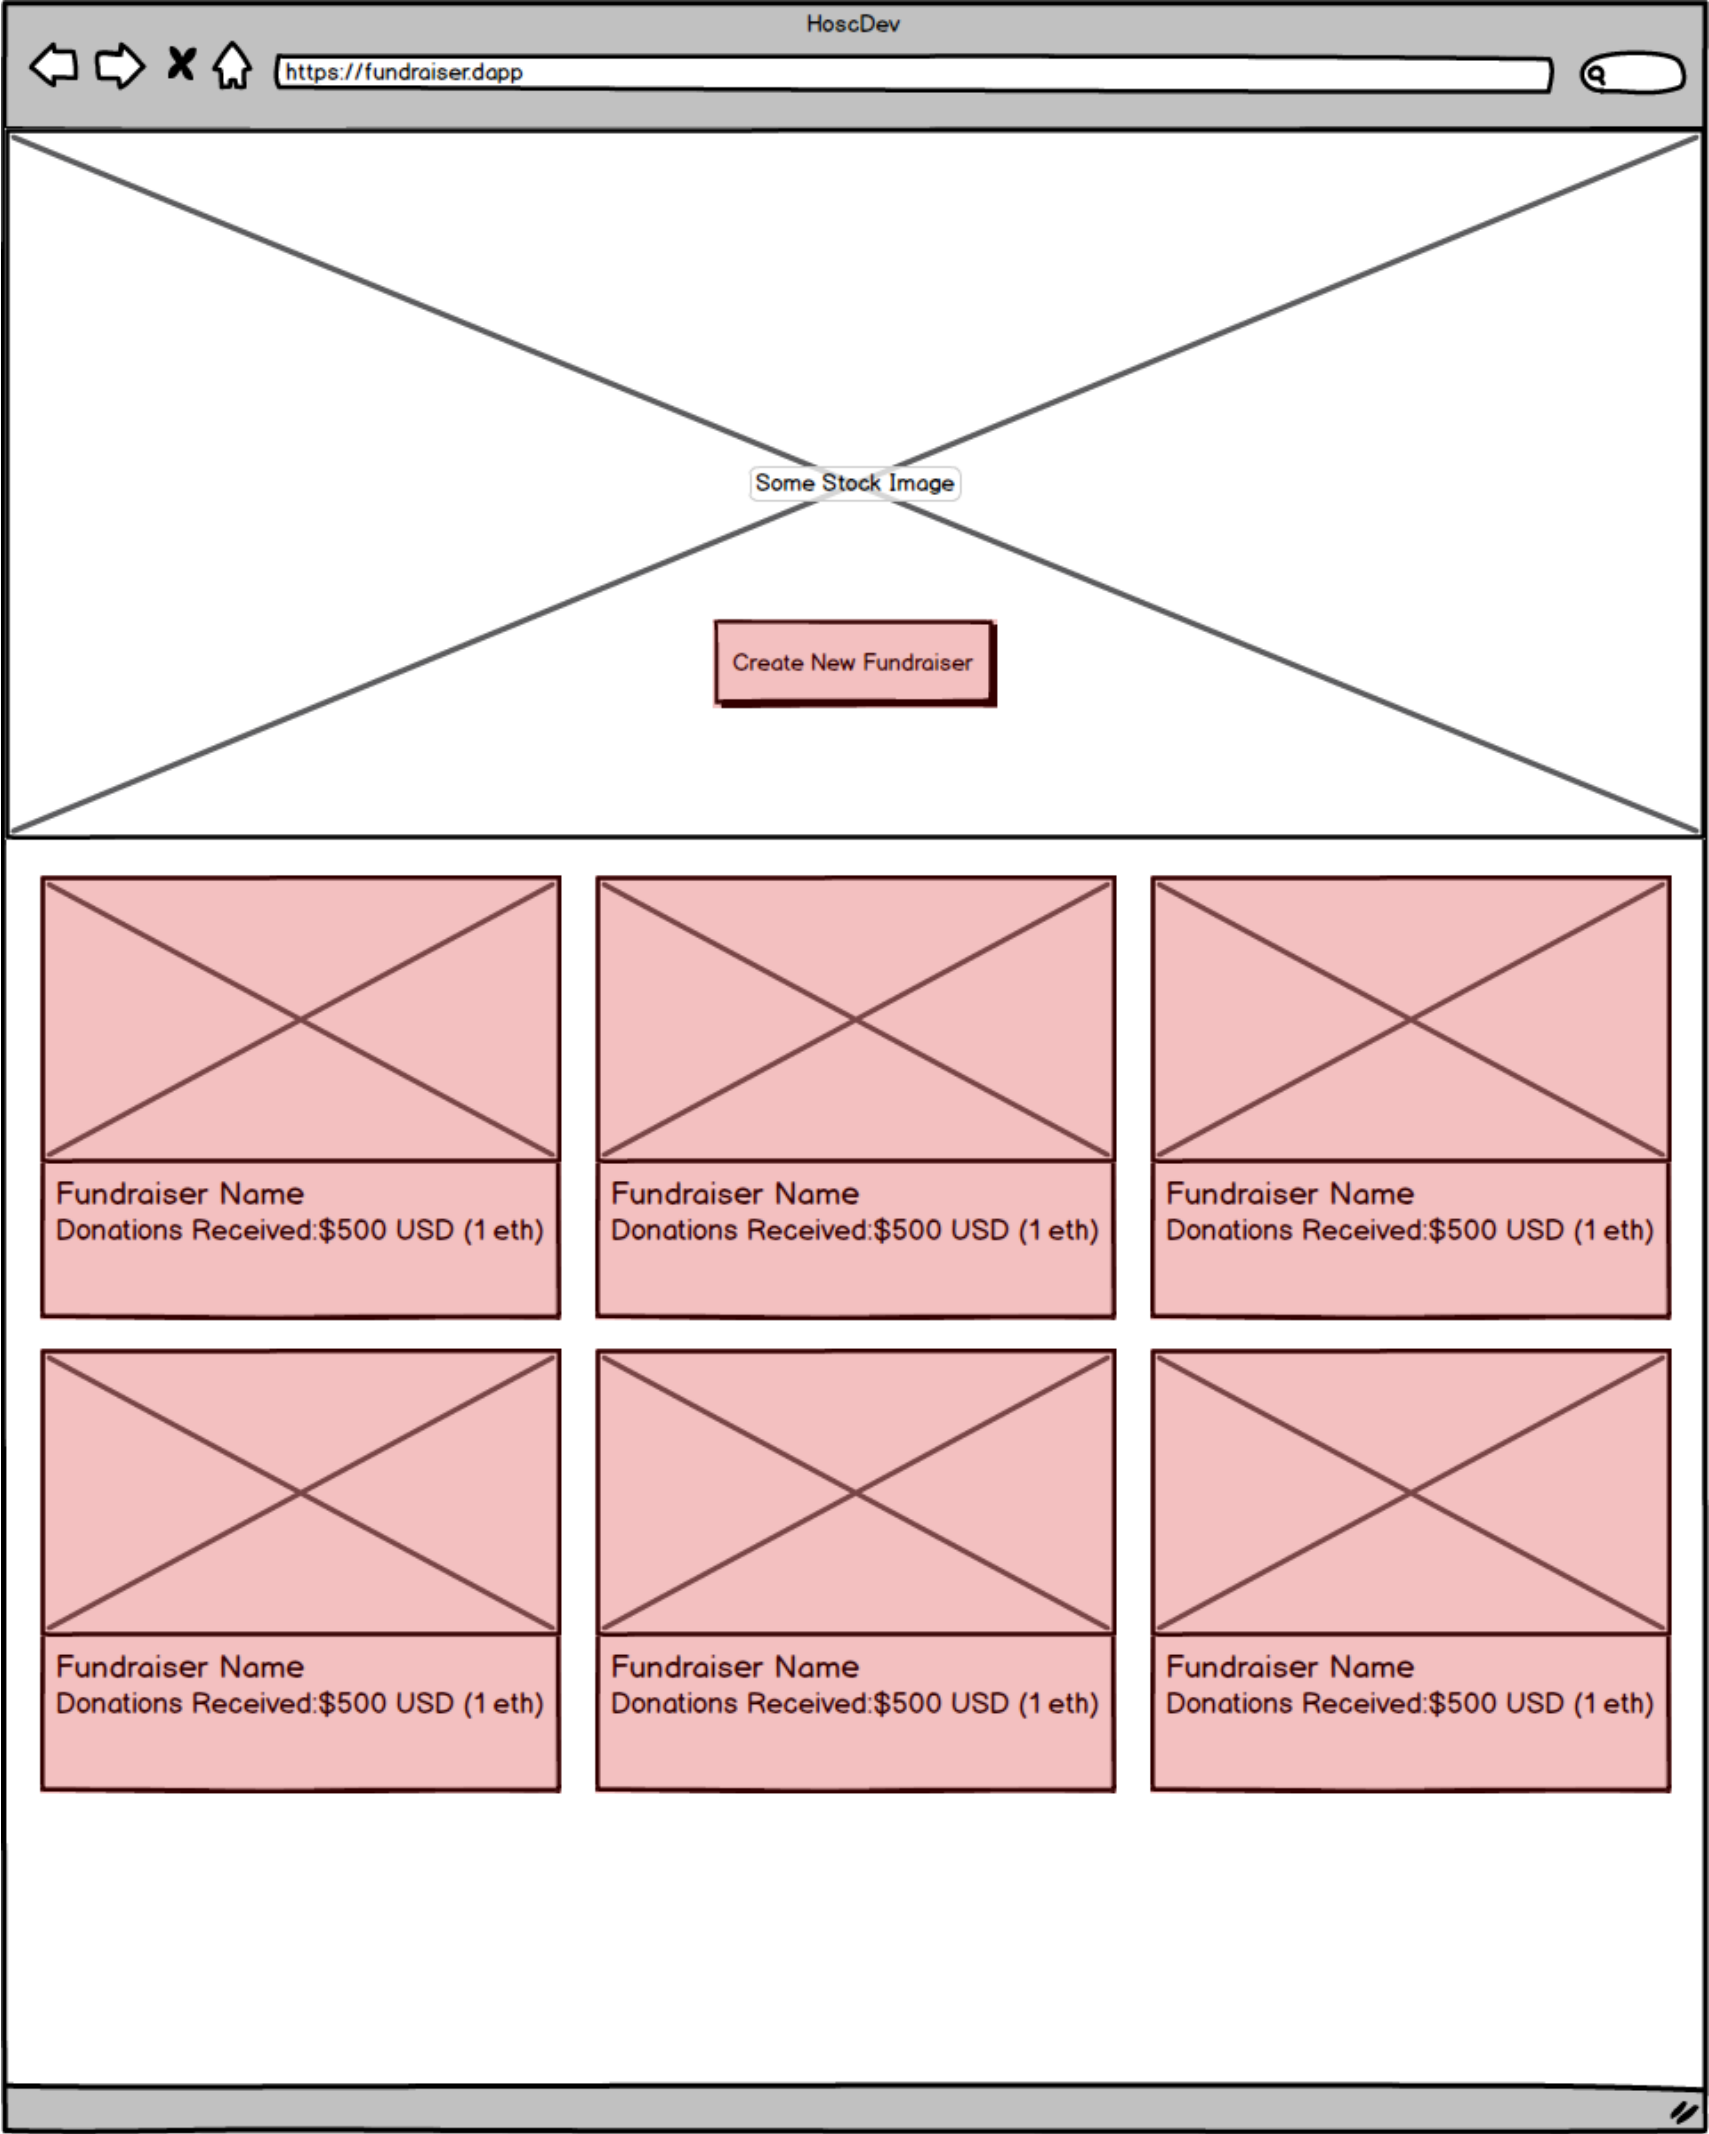 HoscDev
https://fundraiser.dapp
Some Stock Image
Create New Fundraiser
Fundraiser Name
Donations Received:$500 USD (1 eth)
Fundraiser Name
Donations Received:$500 USD (1 eth)
Fundraiser Name
Donations Received:$500 USD (1 eth)
Fundraiser Name
Donations Received:$500 USD (1 eth)
Fundraiser Name
Donations Received:$500 USD (1 eth)
Fundraiser Name
Donations Received:$500 USD (1 eth)